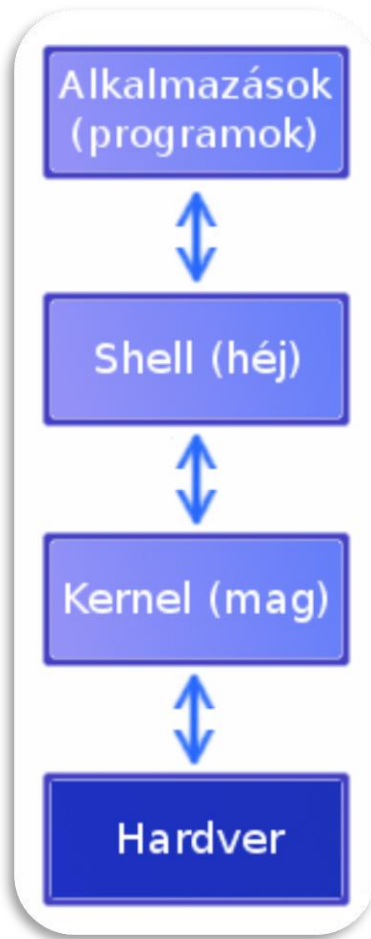 Alkalmazások
(programok)
Shell (héj)
Kernel (mag)
Hardver